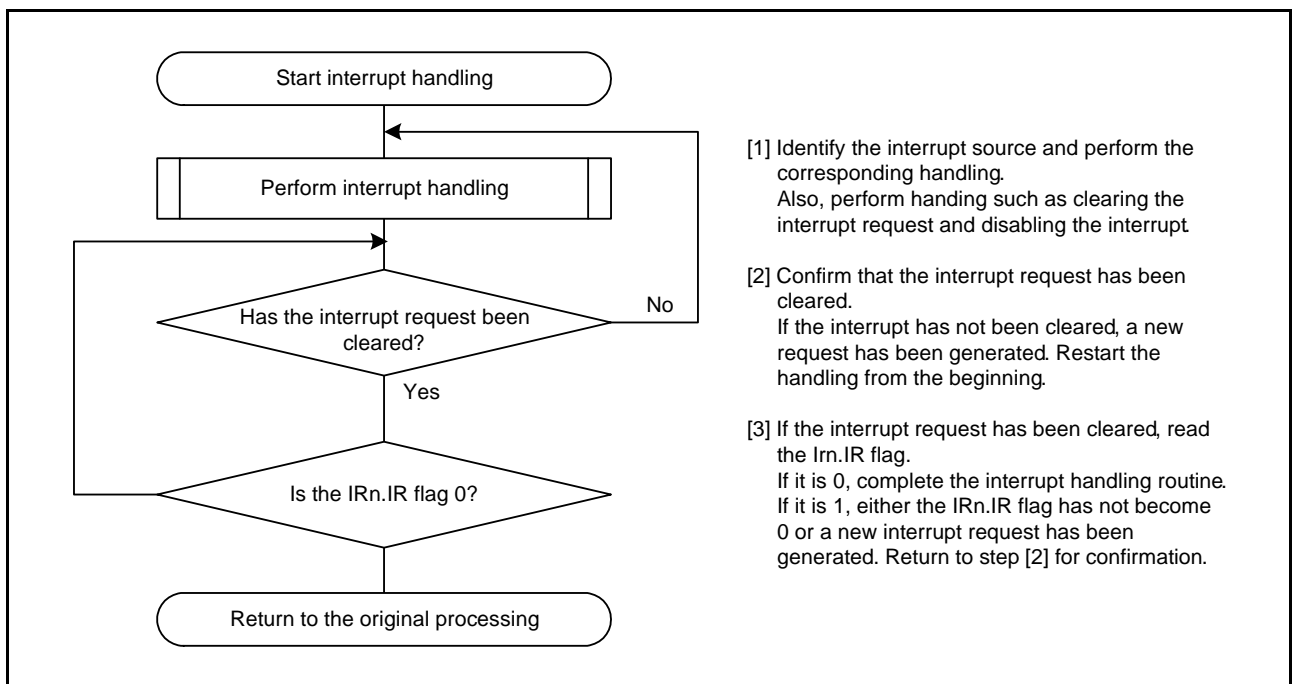 Start interrupt handling
Perform interrupt handling
Has the interrupt request been
cleared?
No
Yes
Is the IRn.IR flag 0?
Return to the original processing
[1] Identify the interrupt source and perform the
corresponding handling.
Also, perform handing such as clearing the
interrupt request and disabling the interrupt.
[2] Confirm that the interrupt request has been
cleared.
If the interrupt has not been cleared, a new
request has been generated. Restart the
handling from the beginning.
[3] If the interrupt request has been cleared, read
the Irn.IR flag.
If it is 0, complete the interrupt handling routine.
If it is 1, either the IRn.IR flag has not become
0 or a new interrupt request has been
generated. Return to step [2] for confirmation.